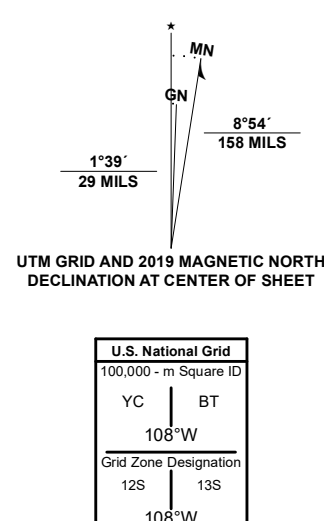 MN
GN
8°54´
158 MILS
1°39´
29 MILS
UTM GRID AND 2019 MAGNETIC NORTH
DECLINATION AT CENTER OF SHEET
U.S. National Grid
100,000 - m Square ID
YC BT
108°W
Grid Zone Designation
12S 13S
108°W